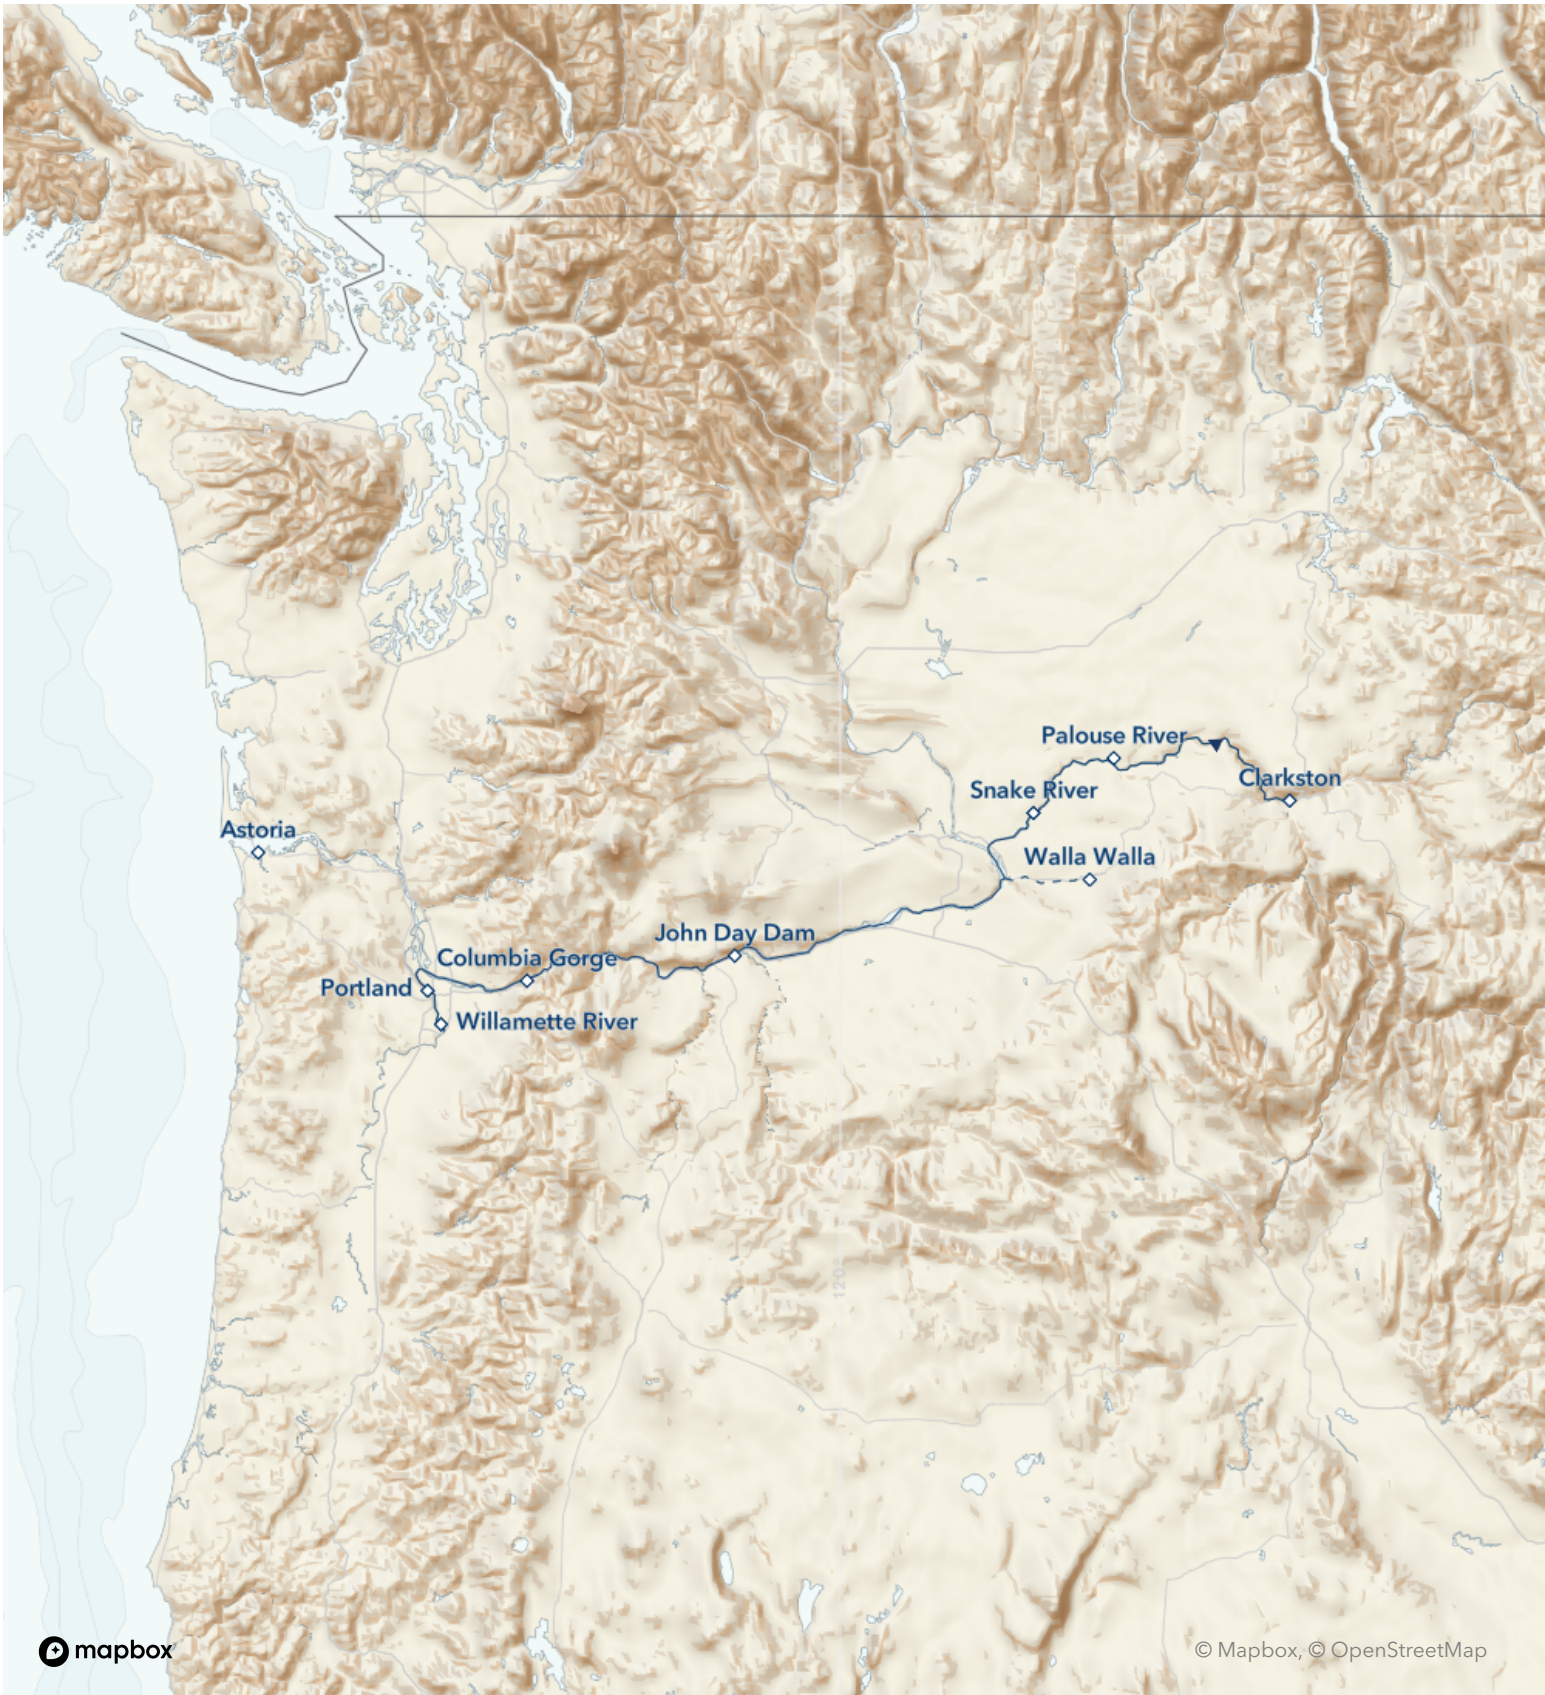 Palouse River
Clarkston
Snake River
Astoria
Walla Walla
John Day Dam
Columbia Gorge
Portland
Willamette River
120°
mapbox
© Mapbox, © OpenStreetMap